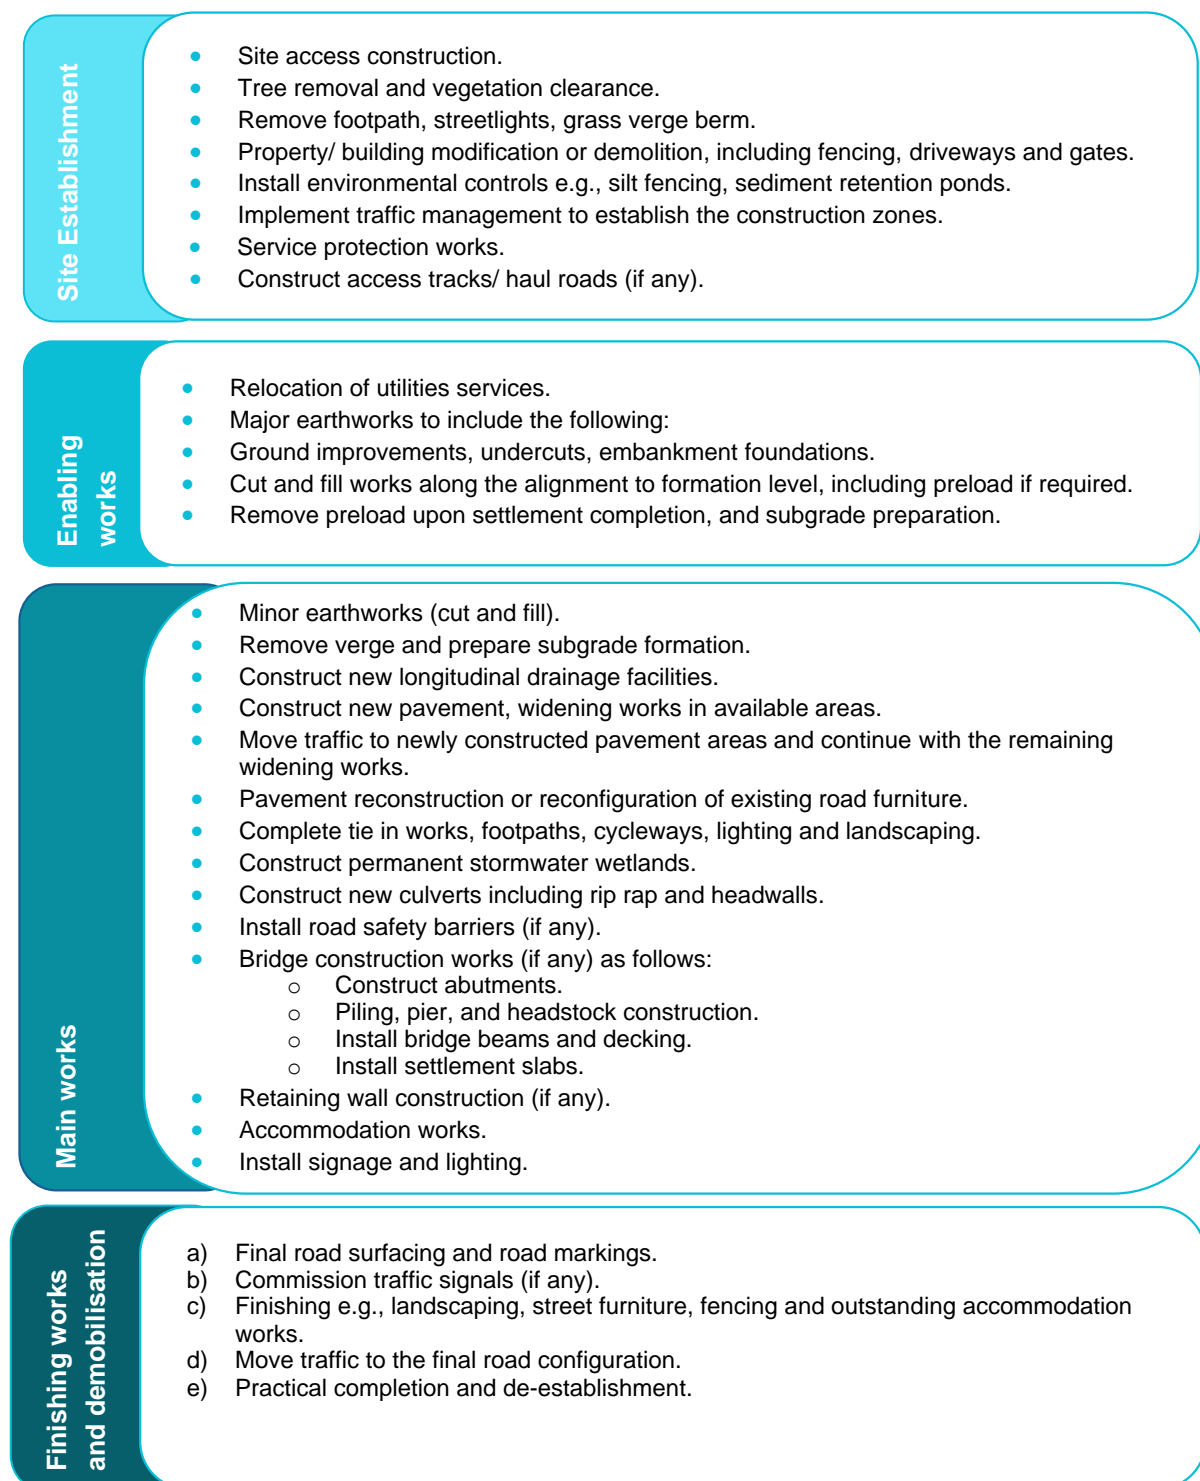 Site Establishment
• Site access construction.
• Tree removal and vegetation clearance.
• Remove footpath, streetlights, grass verge berm.
• Property/ building modification or demolition, including fencing, driveways and gates.
• Install environmental controls e.g., silt fencing, sediment retention ponds.
• Implement traffic management to establish the construction zones.
• Service protection works.
• Construct access tracks/ haul roads (if any).
Enabling
works
• Relocation of utilities services.
• Major earthworks to include the following:
• Ground improvements, undercuts, embankment foundations.
• Cut and fill works along the alignment to formation level, including preload if required.
• Remove preload upon settlement completion, and subgrade preparation.
Main works
• Minor earthworks (cut and fill).
• Remove verge and prepare subgrade formation.
• Construct new longitudinal drainage facilities.
• Construct new pavement, widening works in available areas.
• Move traffic to newly constructed pavement areas and continue with the remaining
widening works.
• Pavement reconstruction or reconfiguration of existing road furniture.
• Complete tie in works, footpaths, cycleways, lighting and landscaping.
• Construct permanent stormwater wetlands.
• Construct new culverts including rip rap and headwalls.
• Install road safety barriers (if any).
• Bridge construction works (if any) as follows:
o Construct abutments.
o Piling, pier, and headstock construction.
o Install bridge beams and decking.
o Install settlement slabs.
• Retaining wall construction (if any).
• Accommodation works.
• Install signage and lighting.
Finishing works
and demobilisation
a) Final road surfacing and road markings.
b) Commission traffic signals (if any).
c) Finishing e.g., landscaping, street furniture, fencing and outstanding accommodation
works.
d) Move traffic to the final road configuration.
e) Practical completion and de-establishment.